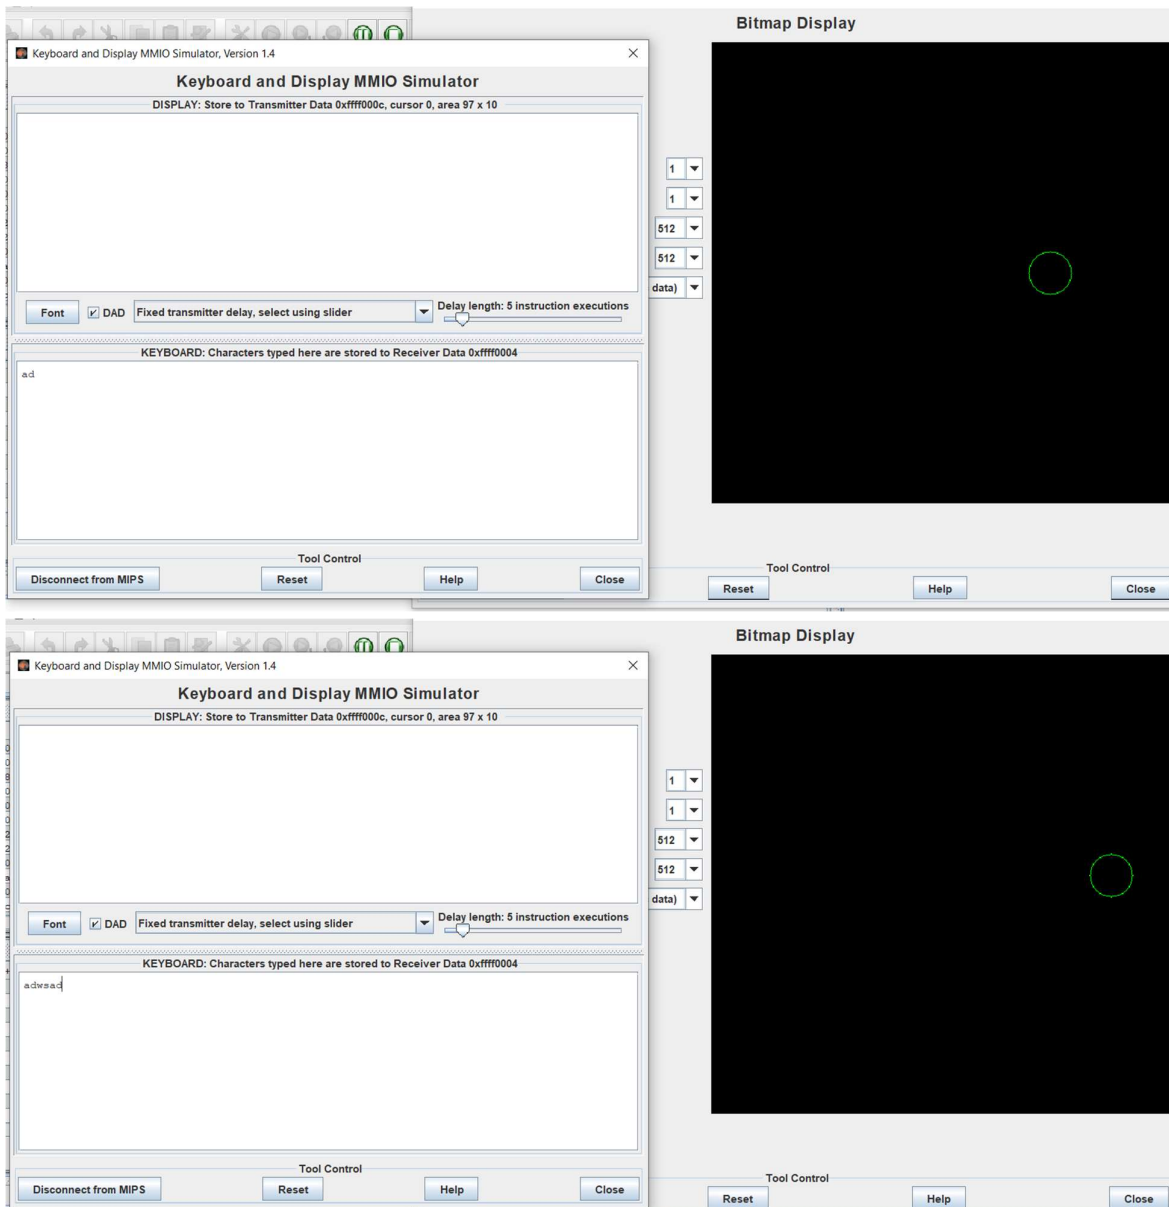 Bitmap Display
Keyboard and Display MMIO Simulator, Version 1.4
Keyboard and Display MMIO Simulator
DISPLAY: Store to Transmitter Data 0xffff000c, cursor 0, area 97 x 10
1
1
512
512
data)
Font
DAD
Fixed transmitter delay, select using slider
Delay length: 5 instruction executions
KEYBOARD: Characters typed here are stored to Receiver Data 0xffff0004
ad
Tool Control
Disconnect from MIPS
Reset
Help
Close
Tool Control
Reset
Help
Close
Bitmap Display
Keyboard and Display MMIO Simulator, Version 1.4
Keyboard and Display MMIO Simulator
DISPLAY: Store to Transmitter Data 0xffff000c, cursor 0, area 97 x 10
1
1
512
512
data)
Font
DAD
Fixed transmitter delay, select using slider
Delay length: 5 instruction executions
KEYBOARD: Characters typed here are stored to Receiver Data 0xffff0004
adwsad
Tool Control
Disconnect from MIPS
Reset
Help
Close
Tool Control
Reset
Help
Close